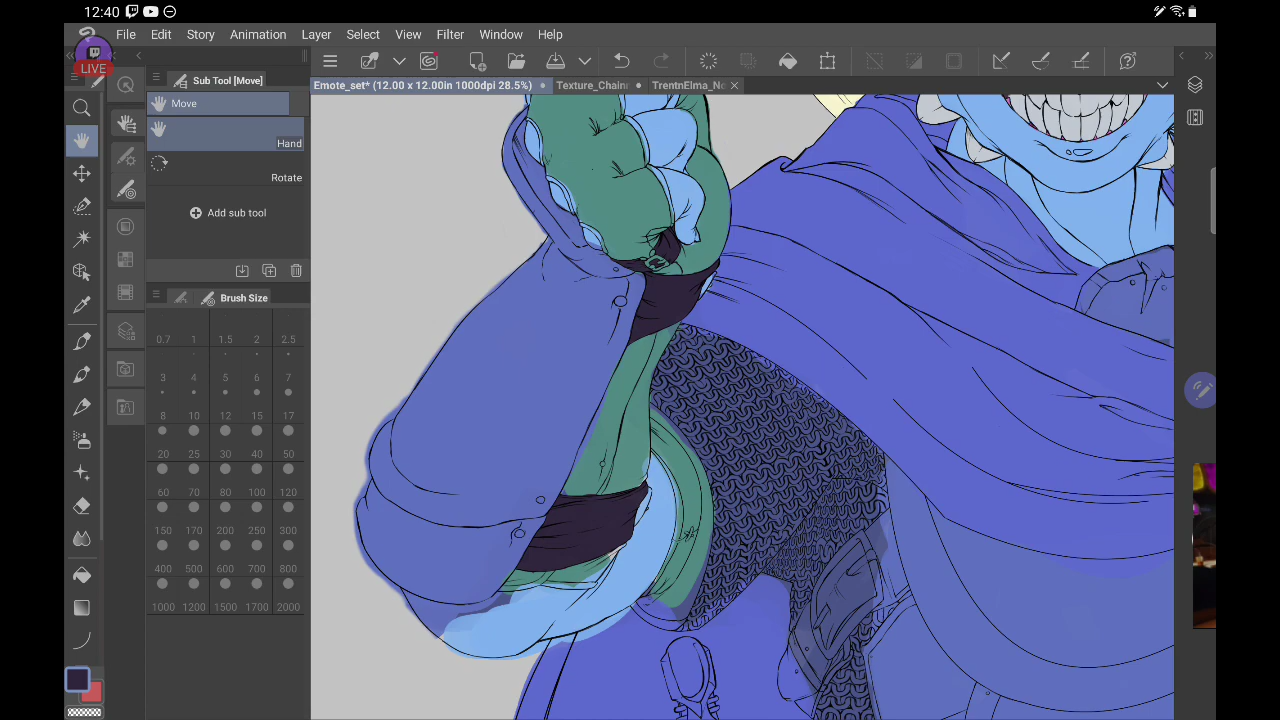 12:40
File Edit Story Animation Layer Select View Filter Window Help
LIVE
Sub Tool [Move]
Emote_set* (12.00 x 12.00in 1000dpi 28.5%)
Texture_Chain
TrentnElma_No
Move
Hand
Rotate
Add sub tool
Brush Size
0.7 1 1.5 2 2.5
3 4 5 6 7
8 10 12 15 17
20 25 30 40 50
60 70 80 100 120
150 170 200 250 300
400 500 600 700 800
1000 1200 1500 1700 2000